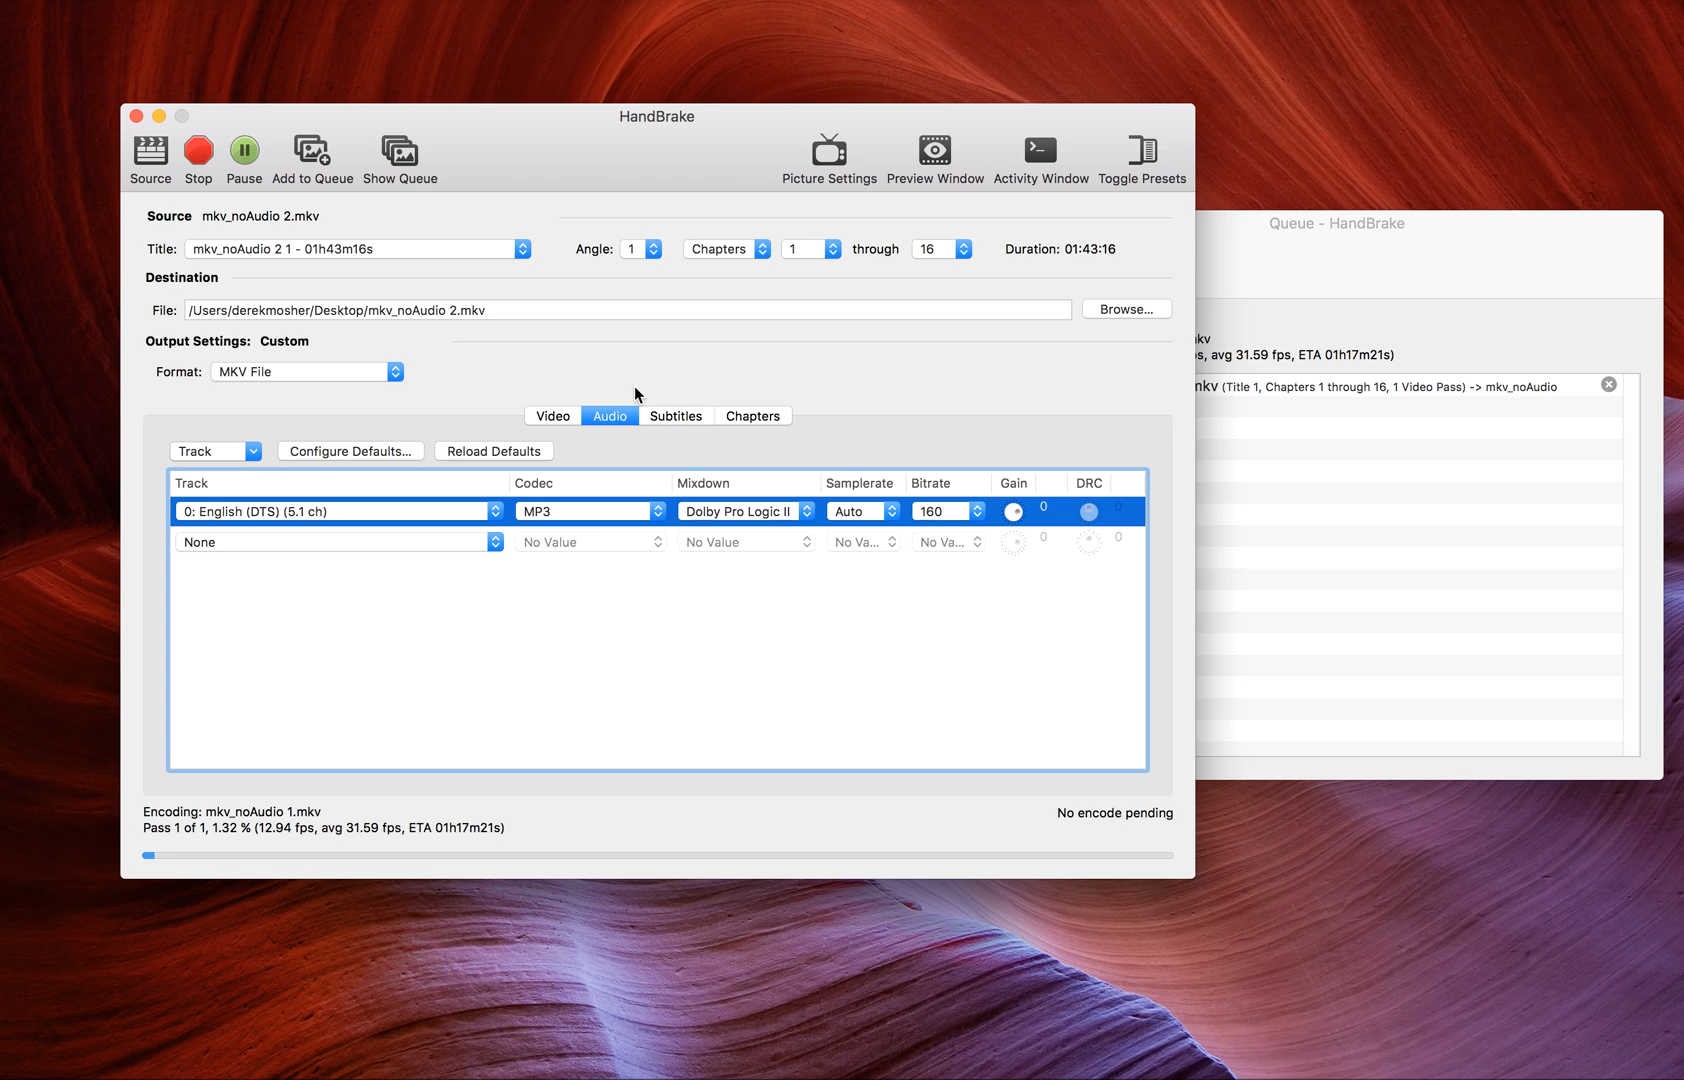 HandBrake
Source Stop Pause Add to Queue Show Queue Picture Settings Preview Window Activity Window Toggle Presets
Source mkv_noAudio 2.mkv
Title: mkv_noAudio 2 1 - 01h43m16s Angle: 1 Chapters 1 through 16 Duration: 01:43:16
Destination
File: /Users/derekmosher/Desktop/mkv_noAudio 2.mkv Browse...
Output Settings: Custom
Format: MKV File
Video Audio Subtitles Chapters
Track Configure Defaults... Reload Defaults
Track Codec Mixdown Samplerate Bitrate Gain DRC
0: English (DTS) (5.1 ch) MP3 Dolby Pro Logic II Auto 160 0 0
None No Value No Value No Va... No Va... 0 0
Encoding: mkv_noAudio 1.mkv
Pass 1 of 1, 1.32 % (12.94 fps, avg 31.59 fps, ETA 01h17m21s)
No encode pending
Queue - HandBrake
kv
s, avg 31.59 fps, ETA 01h17m21s)
mkv (Title 1, Chapters 1 through 16, 1 Video Pass) -> mkv_noAudio